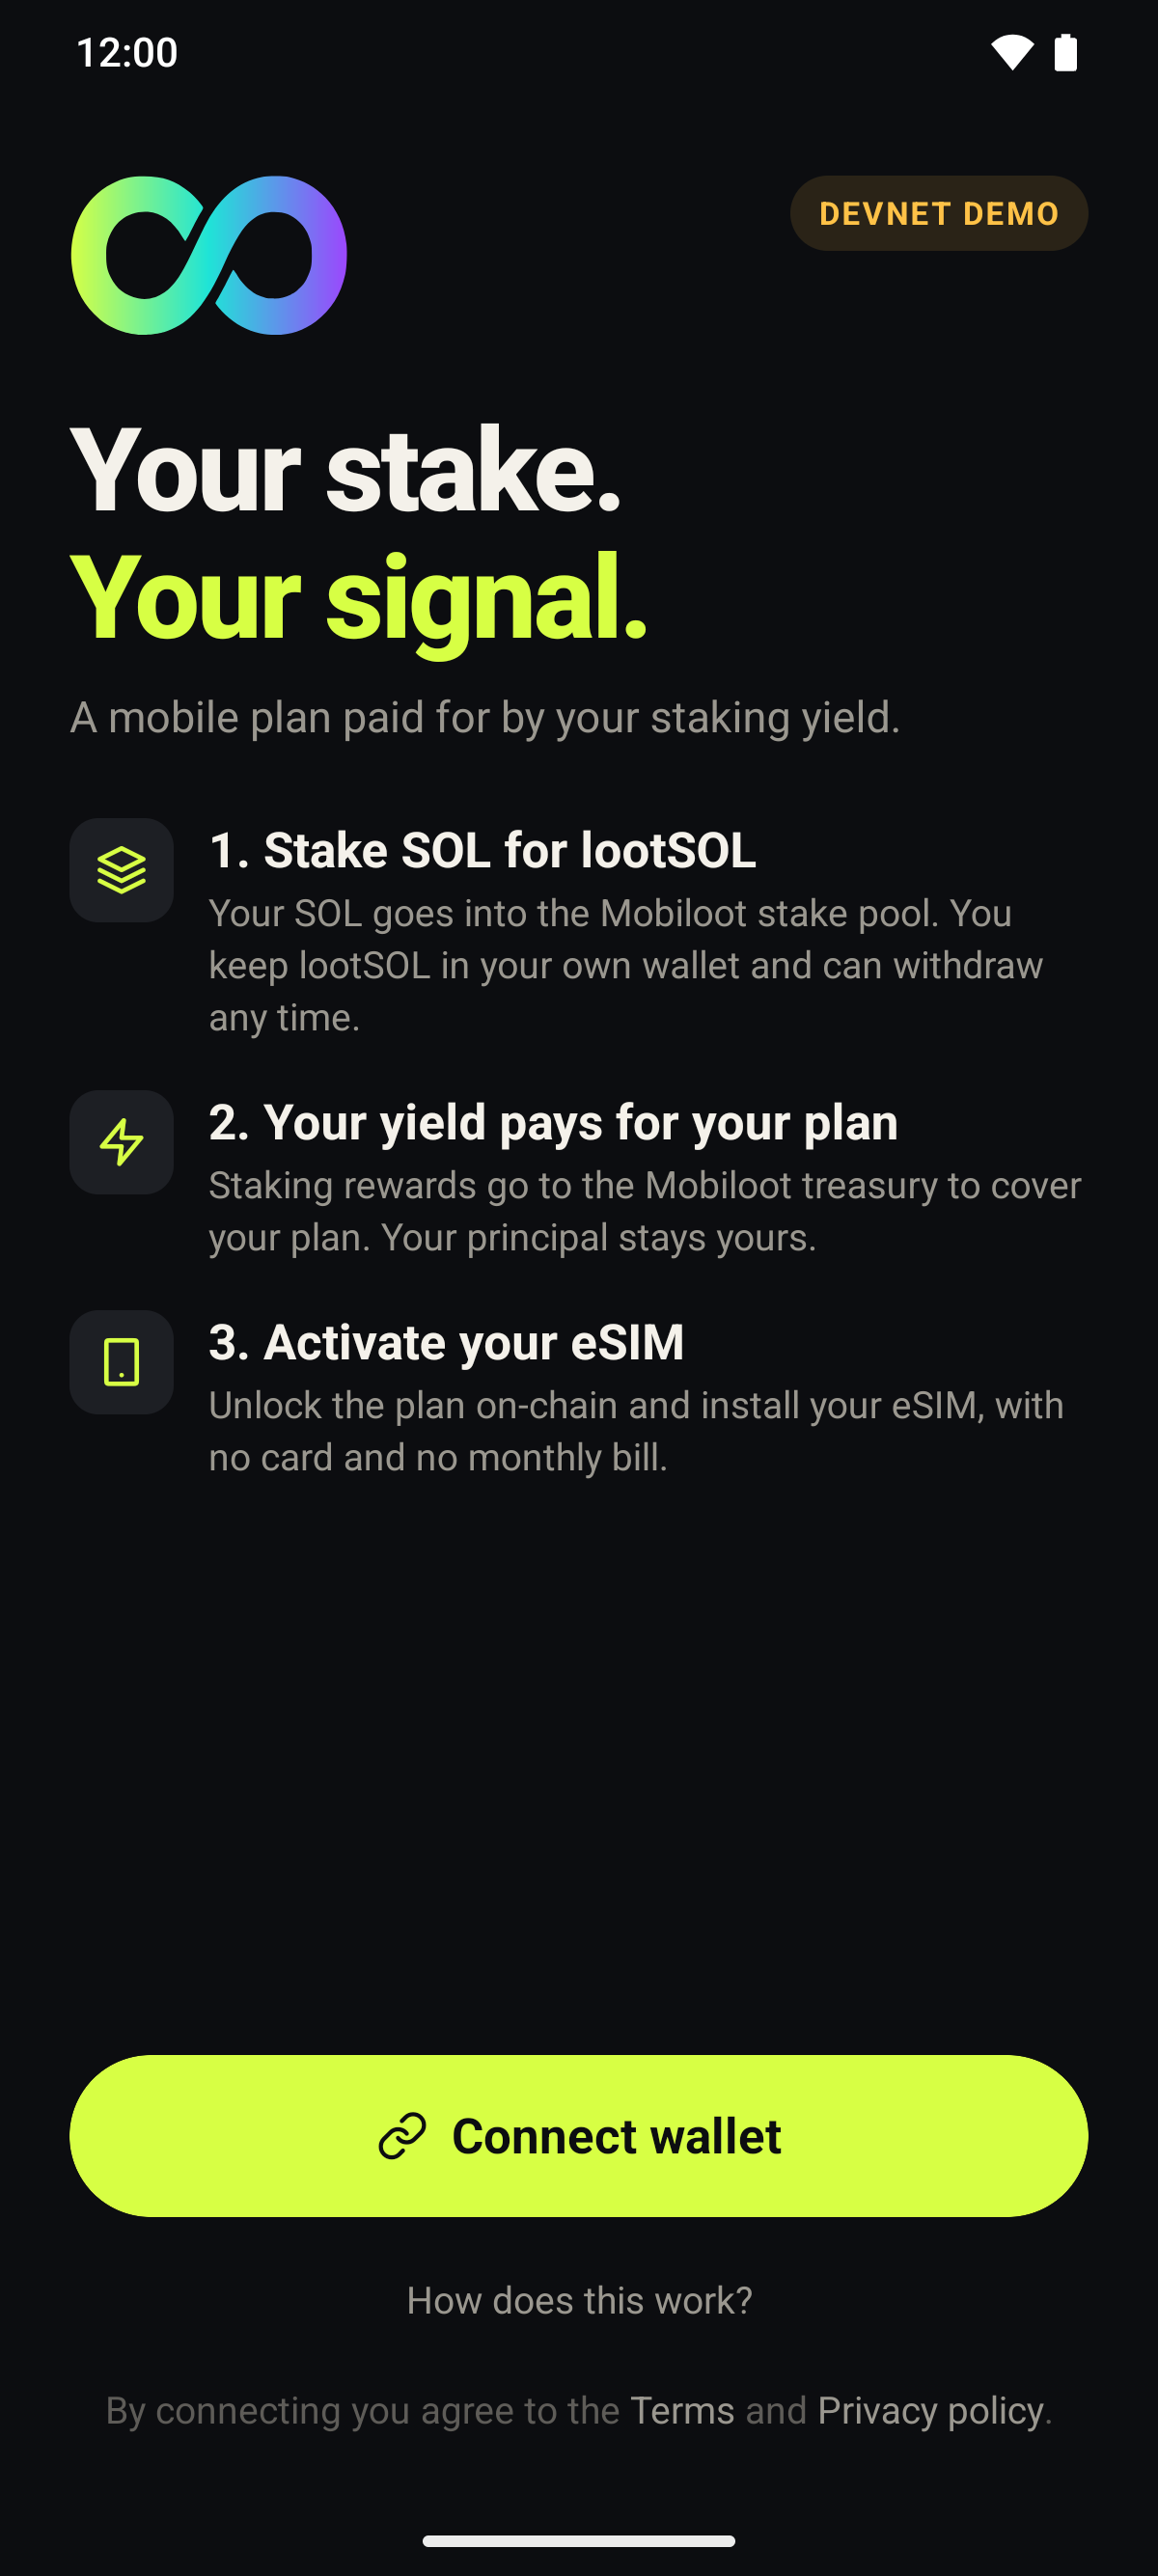 12:00
DEVNET DEMO
Your stake.
Your signal.
A mobile plan paid for by your staking yield.
1. Stake SOL for lootSOL
Your SOL goes into the Mobiloot stake pool. You
keep lootSOL in your own wallet and can withdraw
any time.
2. Your yield pays for your plan
Staking rewards go to the Mobiloot treasury to cover
your plan. Your principal stays yours.
3. Activate your eSIM
Unlock the plan on-chain and install your eSIM, with
no card and no monthly bill.
Connect wallet
How does this work?
By connecting you agree to the Terms and Privacy policy.